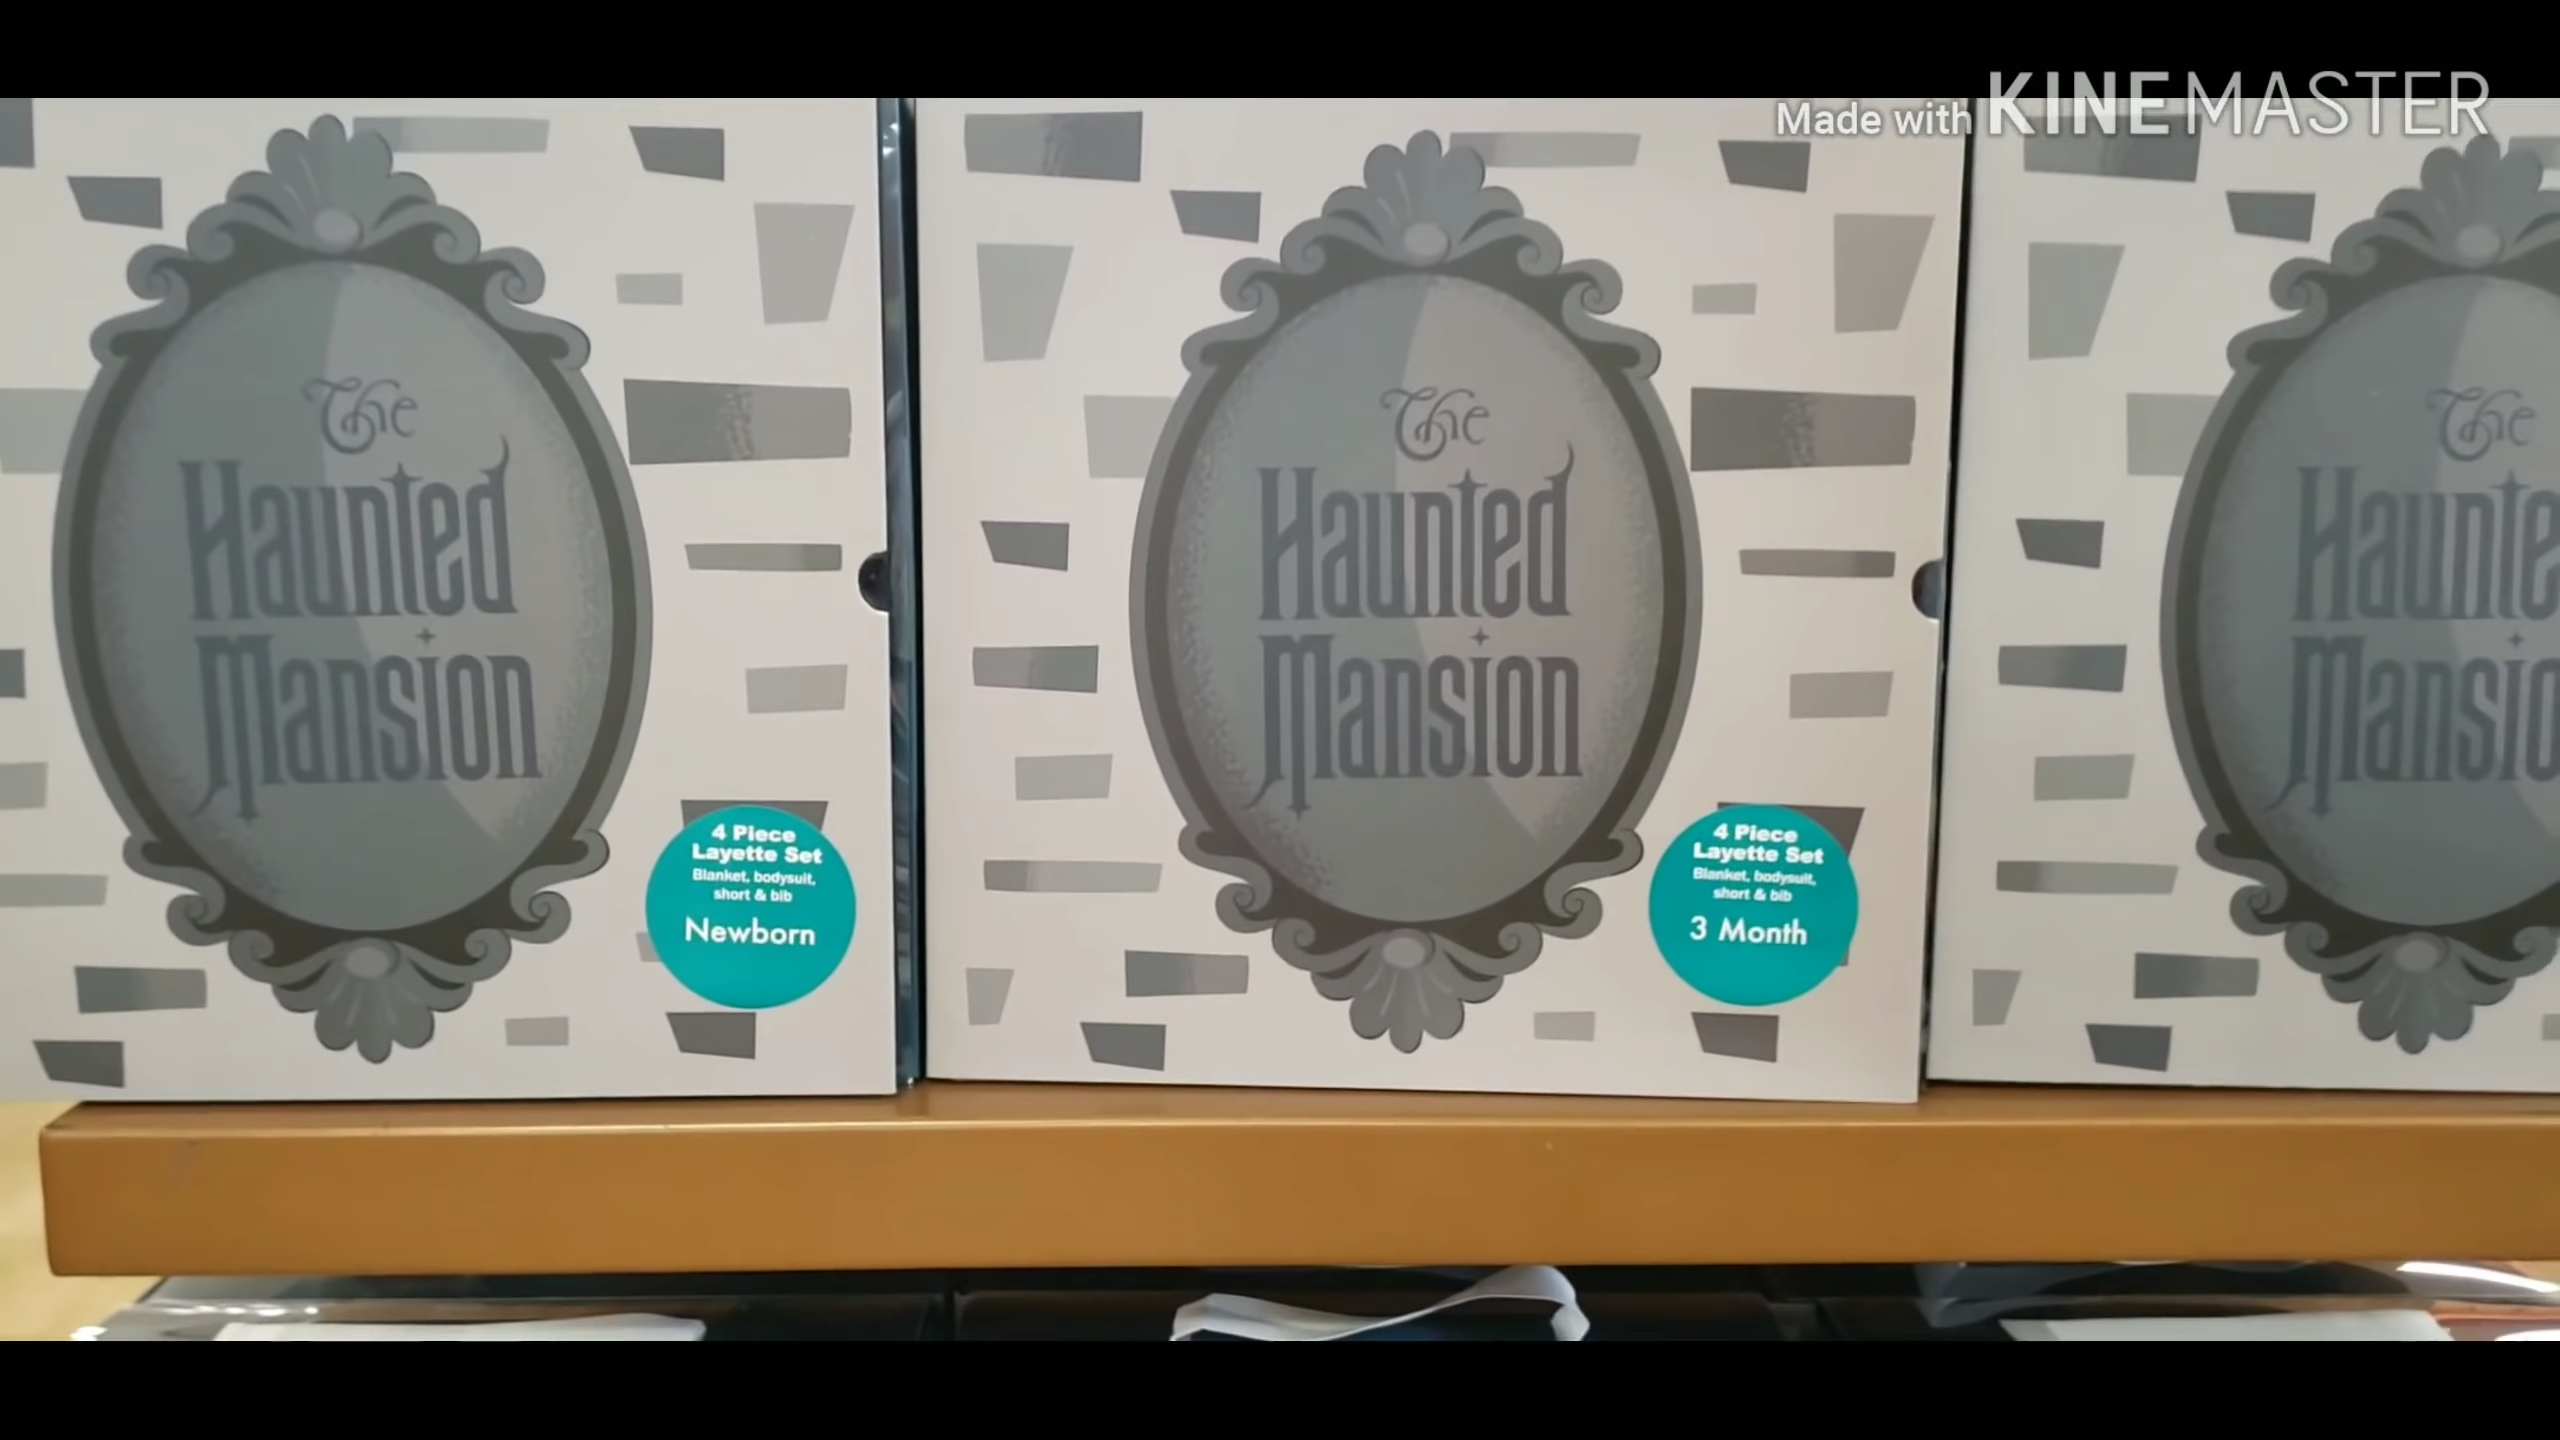 Made with KINEMASTER
The
Haunted
Mansion
4 Piece
Layette Set
Blanket, bodysuit,
short & bib
Newborn
The
Haunted
Mansion
4 Piece
Layette Set
Blanket, bodysuit,
short & bib
3 Month
The
Haunte
Mansio